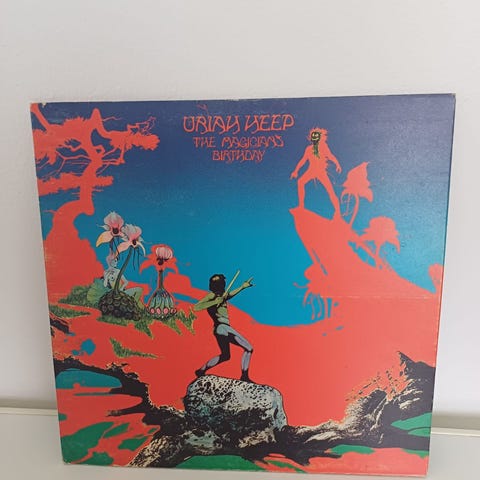 URIAH HEEP
THE MAGICIAN'S
BIRTHDAY